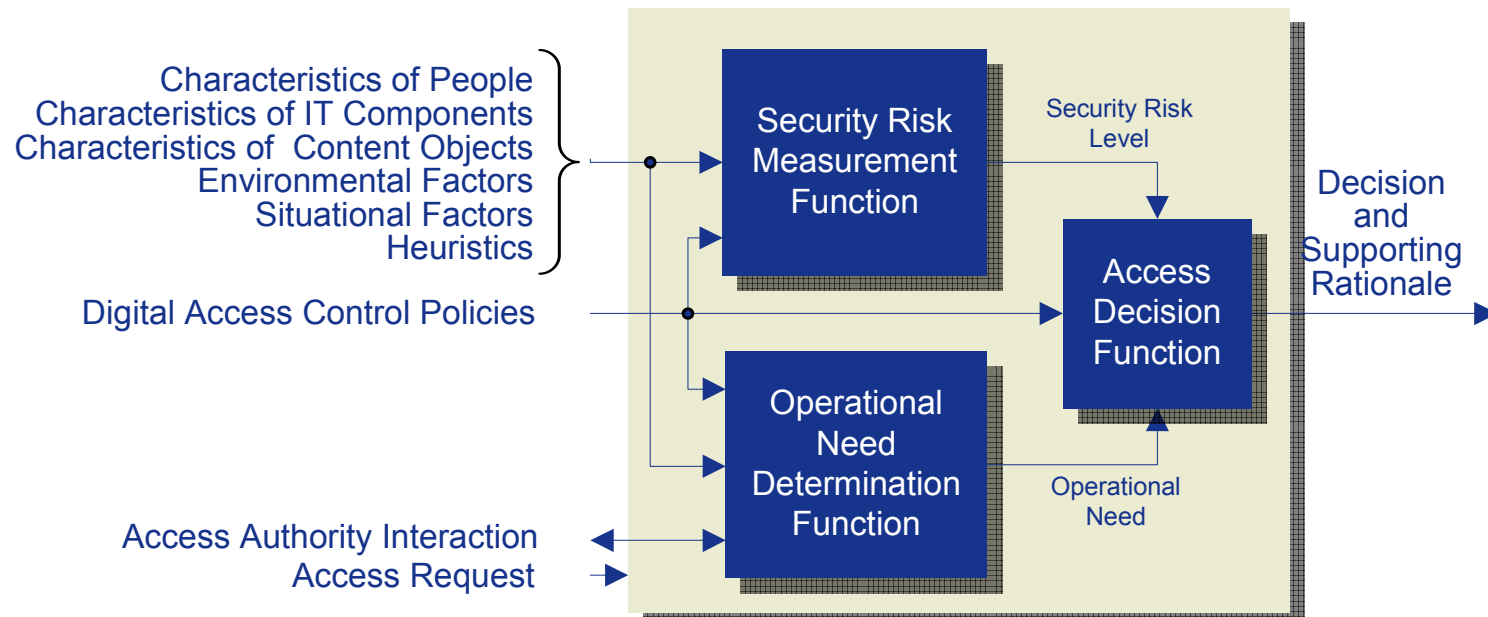 Characteristics of People
Characteristics of IT Components
Characteristics of  Content Objects
Environmental Factors
Situational Factors
Heuristics
Digital Access Control Policies
Access Authority Interaction
Access Request
Security Risk
Measurement
Function
Operational
Need
Determination
Function
Security Risk
Level
Operational
Need
Access
Decision
Function
Decision
and
Supporting
Rationale